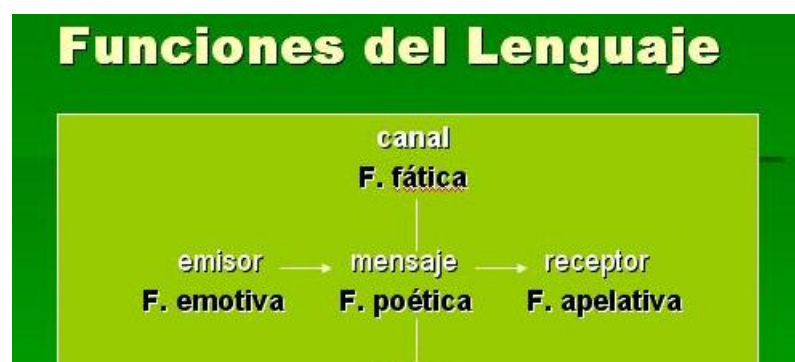 Funciones del Lenguaje
canal
F. fática
emisor mensaje receptor
F. emotiva F. poética F. apelativa